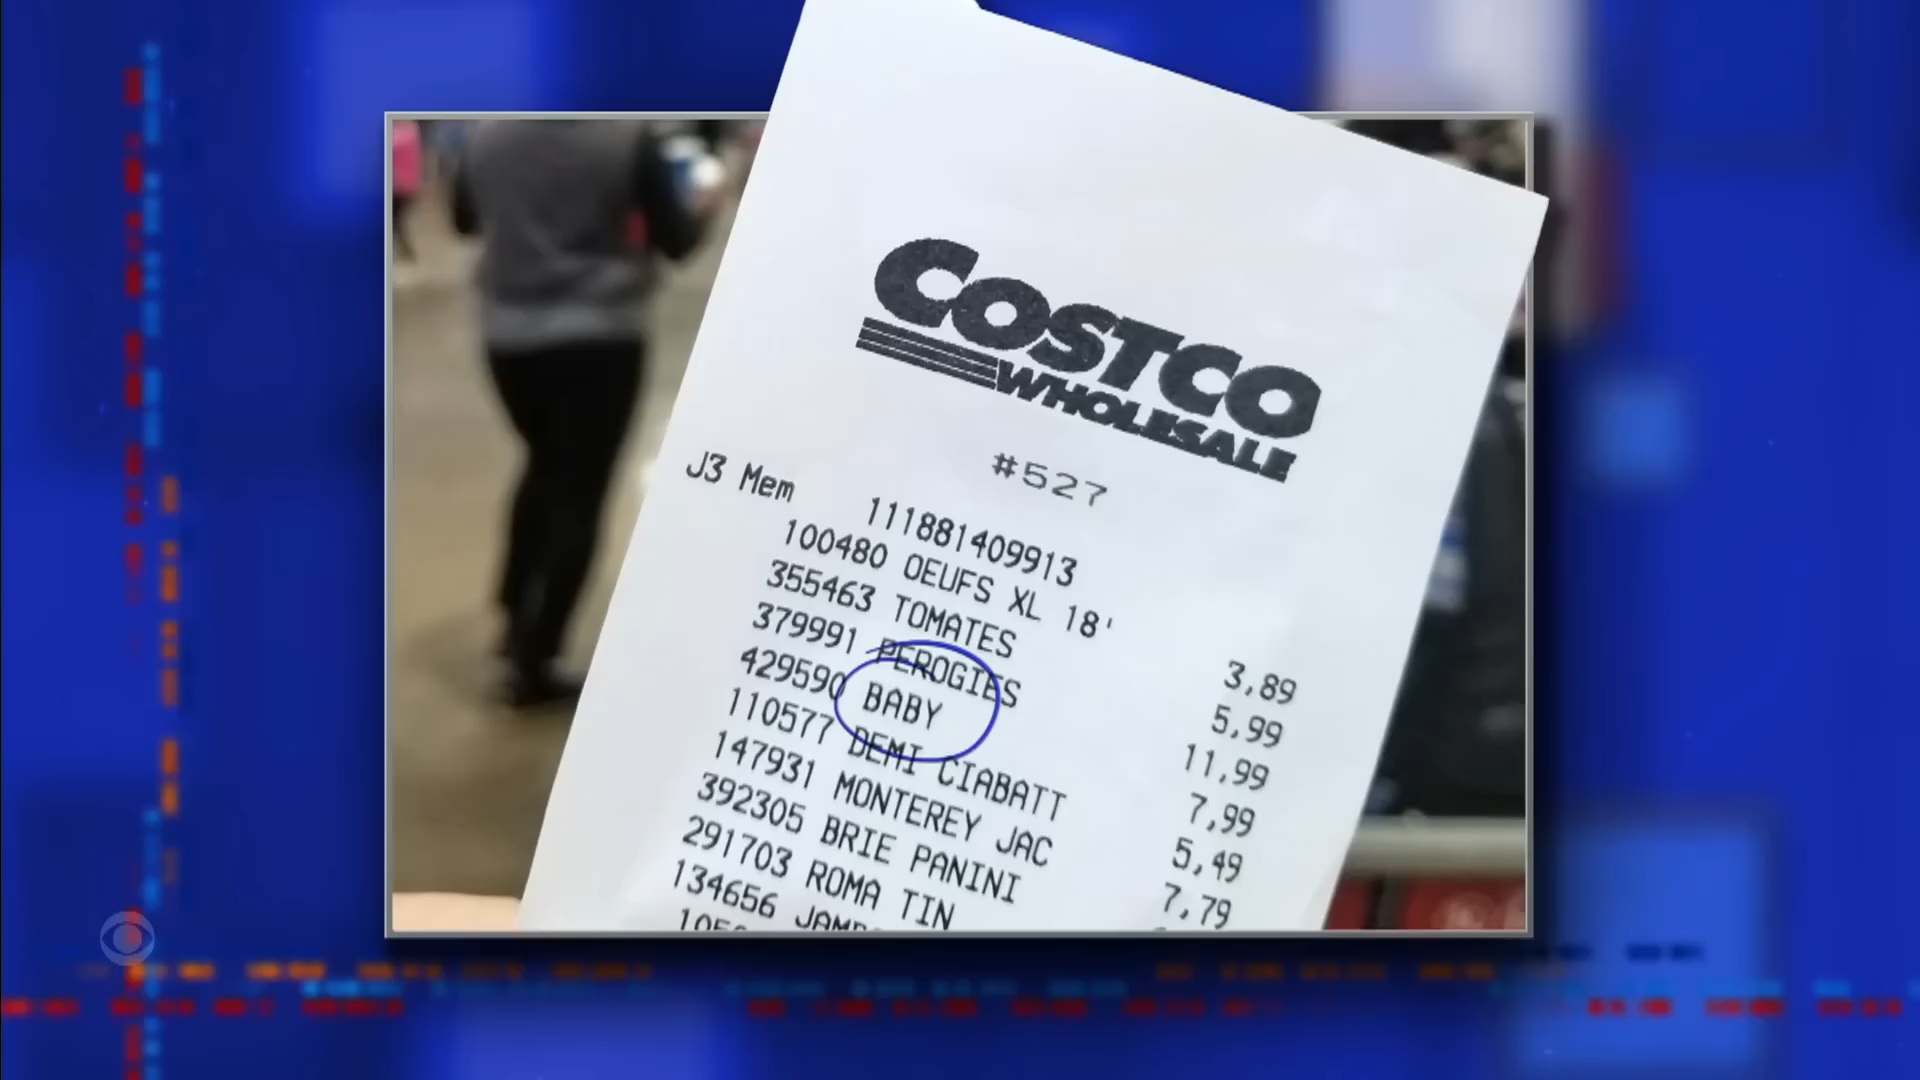 COSTCO
WHOLESALE
#527
J3 Mem 111881409913
100480 OEUFS XL 18' 3,89
355463 TOMATES 5,99
379991 PEROGIES 11,99
429590 BABY 7,99
110577 DEMI CIABATT 5,49
147931 MONTEREY JAC 7,79
392305 BRIE PANINI
291703 ROMA TIN
134656